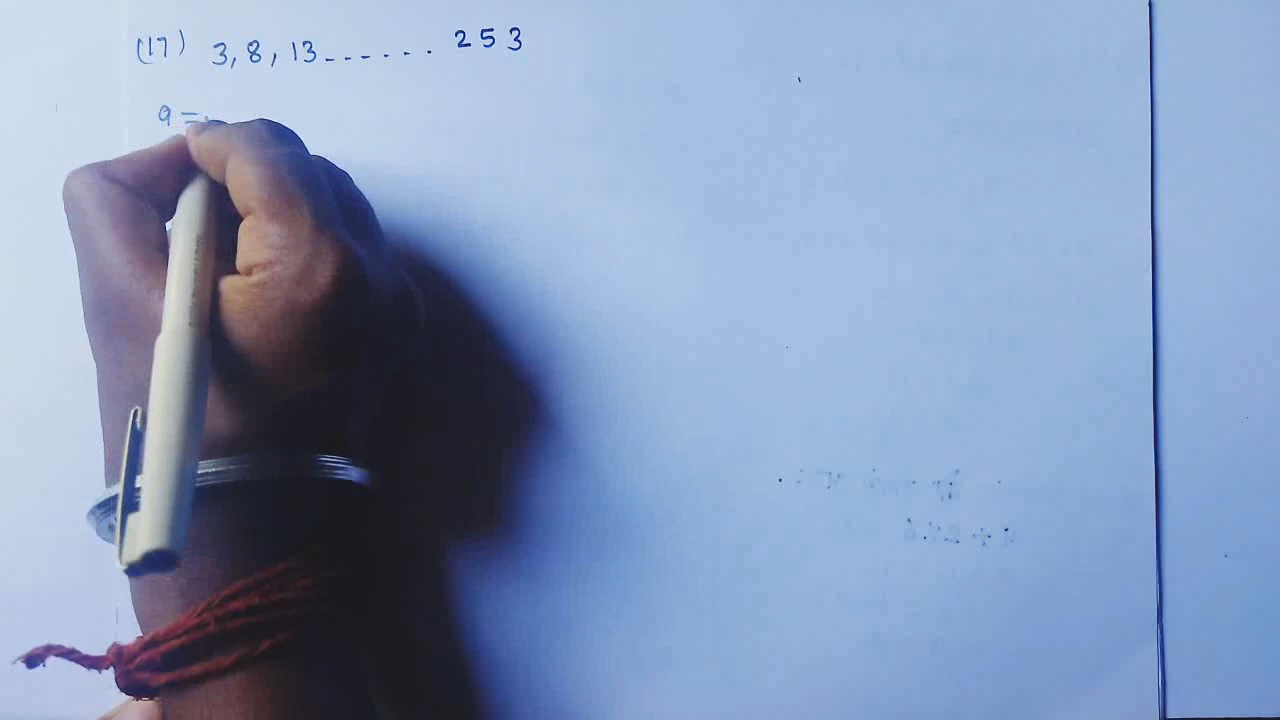 (17) 3, 8, 13 ...... 253
a =